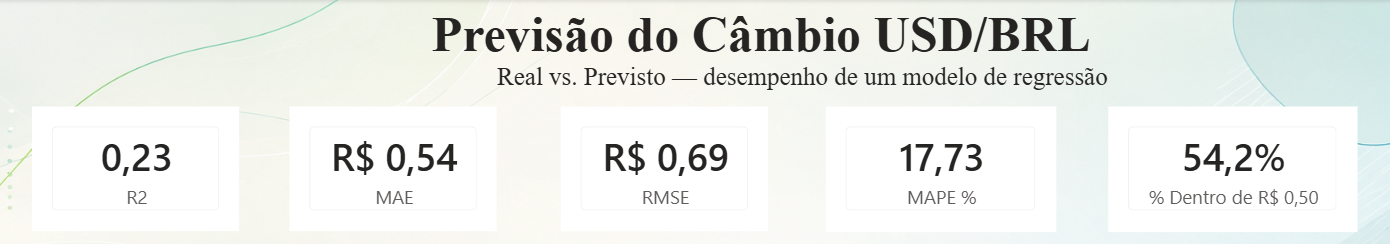 Previsão do Câmbio USD/BRL
Real vs. Previsto — desempenho de um modelo de regressão
0,23
R2
R$ 0,54
MAE
R$ 0,69
RMSE
17,73
MAPE %
54,2%
% Dentro de R$ 0,50